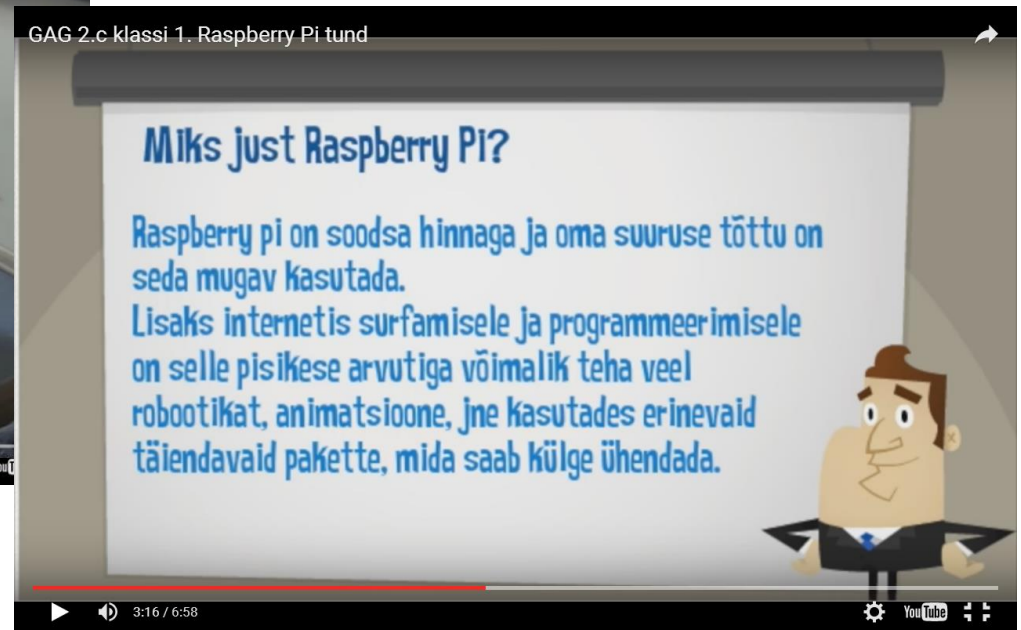 GAG 2.c klassi 1. Raspberry Pi tund
Miks just Raspberry Pi?
Raspberry pi on soodsa hinnaga ja oma suuruse tõttu on
seda mugav kasutada.
Lisaks internetis surfamisele ja programmeerimisele
on selle pisikese arvutiga võimalik teha veel
robootikat, animatsioone, jne kasutades erinevaid
täiendavaid pakette, mida saab külge ühendada.
3:16 / 6:58
YouTube